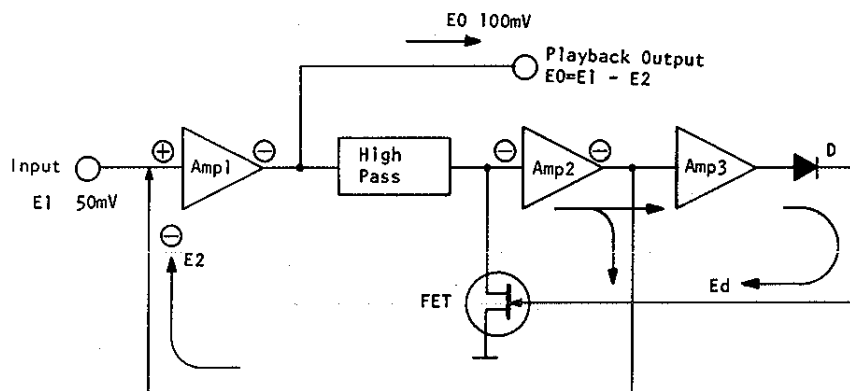 E0 100mV
Playback Output
E0=E1 - E2
Input
E1 50mV
⊕
Amp1
⊖
High
Pass
⊖
Amp2
⊖
Amp3
D
⊖
E2
FET
Ed